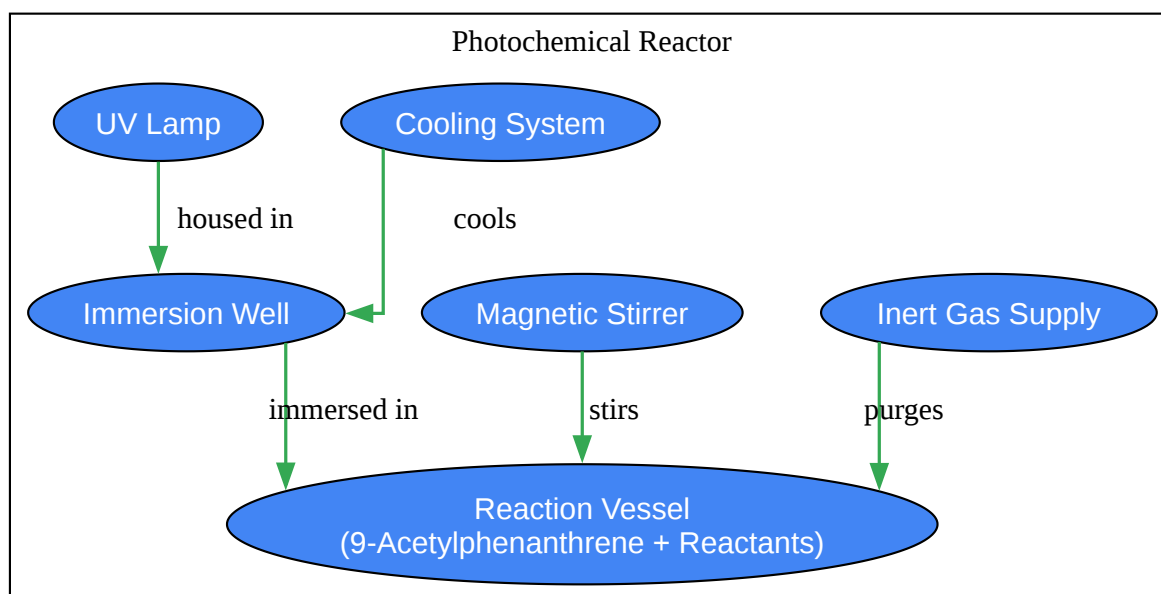 Photochemical Reactor
UV Lamp
Cooling System
housed in
cools
Immersion Well
Magnetic Stirrer
Inert Gas Supply
immersed in
stirs
purges
Reaction Vessel
(9-Acetylphenanthrene + Reactants)